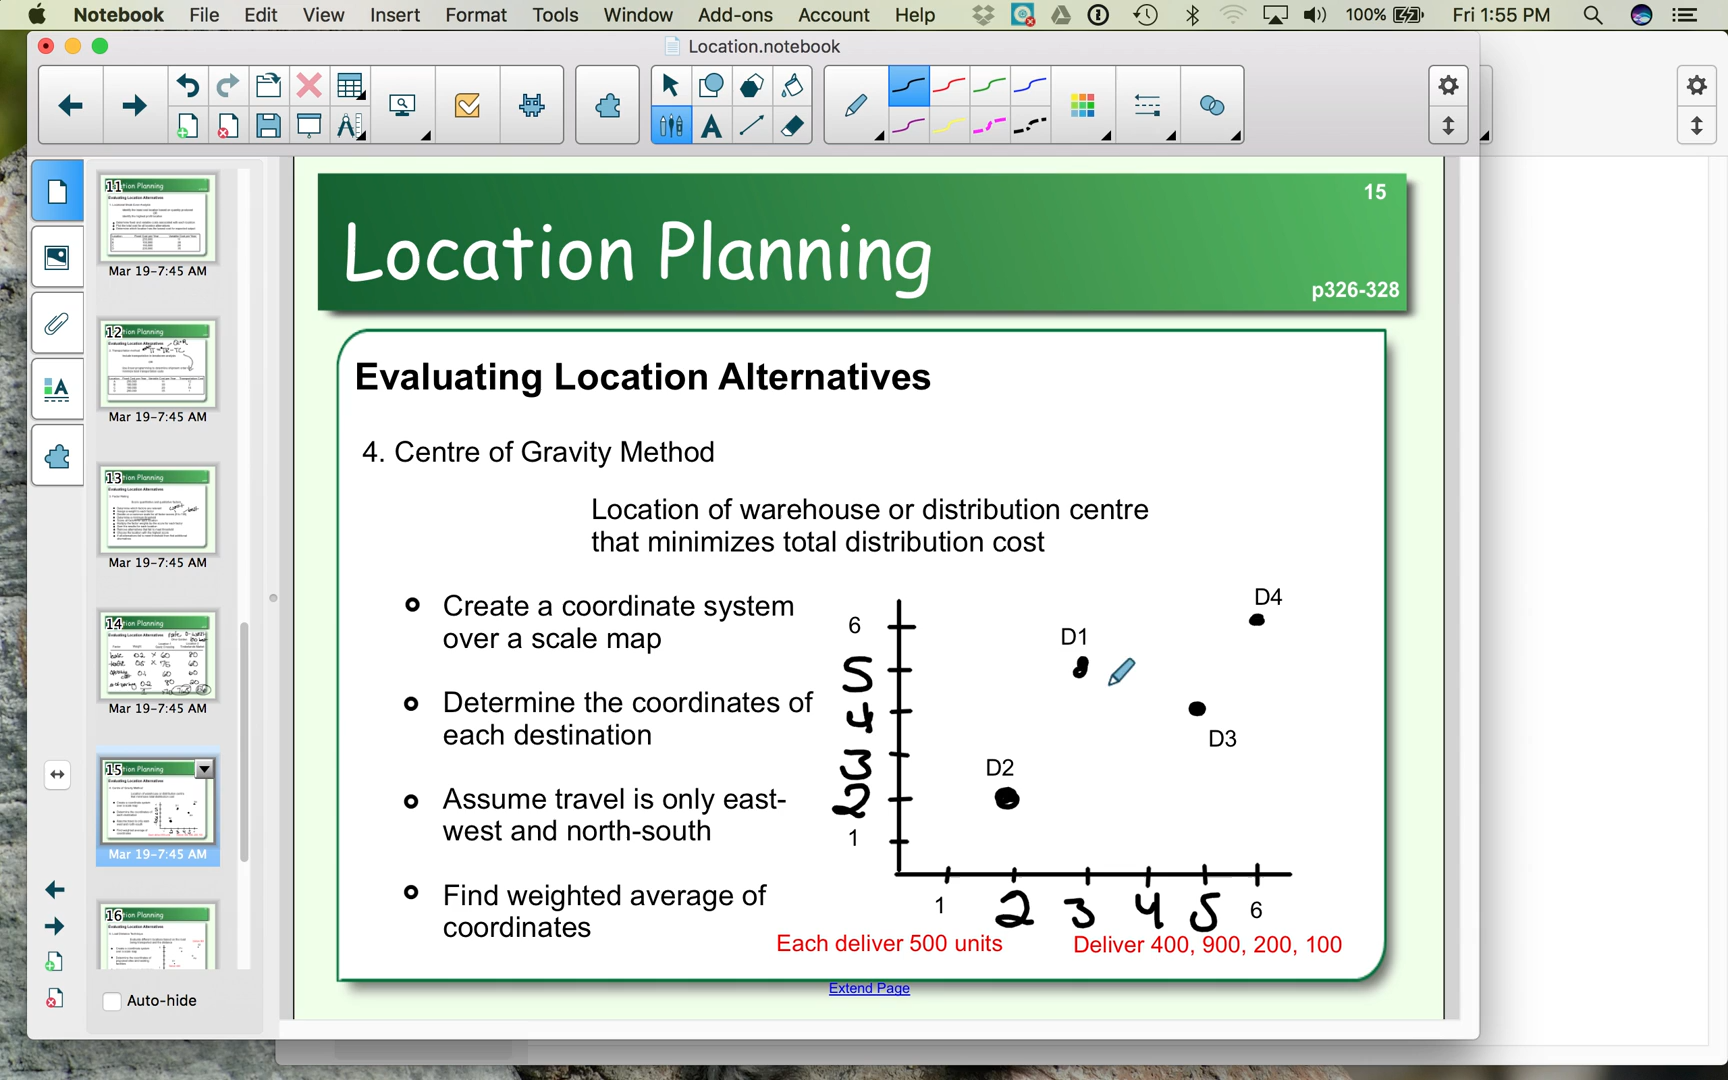 Notebook File Edit View Insert Format Tools Window Add-ons Account Help 100% Fri 1:55 PM
Location.notebook
11
Mar 19-7:45 AM
12
Mar 19-7:45 AM
13
Mar 19-7:45 AM
14
Mar 19-7:45 AM
15
Mar 19-7:45 AM
16
Auto-hide
15
Location Planning
p326-328
Evaluating Location Alternatives
4. Centre of Gravity Method
Location of warehouse or distribution centre
that minimizes total distribution cost
Create a coordinate system
over a scale map
Determine the coordinates of
each destination
Assume travel is only east-
west and north-south
Find weighted average of
coordinates
D4
6
D1
5
4
D3
3
D2
2
1
1 2 3 4 5 6
Each deliver 500 units
Deliver 400, 900, 200, 100
Extend Page